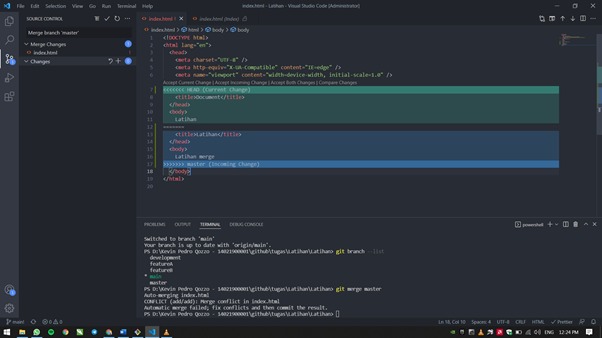 File Edit Selection View Go Run Terminal Help
index.html - Latihan - Visual Studio Code [Administrator]
SOURCE CONTROL
Merge branch 'master'
Merge Changes
index.html
Changes
index.html !
index.html (Index)
index.html > html > body > body
1 <!DOCTYPE html>
2 <html lang="en">
3 <head>
4 <meta charset="UTF-8" />
5 <meta http-equiv="X-UA-Compatible" content="IE=edge" />
6 <meta name="viewport" content="width=device-width, initial-scale=1.0" />
Accept Current Change | Accept Incoming Change | Accept Both Changes | Compare Changes
7 <<<<<<< HEAD (Current Change)
8 <title>Document</title>
9 </head>
10 <body>
11 Latihan
12 =======
13 <title>Latihan</title>
14 </head>
15 <body>
16 Latihan merge
17 >>>>>>> master (Incoming Change)
18 </body>
19 </html>
20
PROBLEMS OUTPUT TERMINAL DEBUG CONSOLE
powershell
Switched to branch 'main'
Your branch is up to date with 'origin/main'.
PS D:\Kevin Pedro Qozzo - 14021900001\github\tugas\Latihan\Latihan> git branch --list
development
featureA
featureB
* main
master
PS D:\Kevin Pedro Qozzo - 14021900001\github\tugas\Latihan\Latihan> git merge master
Auto-merging index.html
CONFLICT (add/add): Merge conflict in index.html
Automatic merge failed; fix conflicts and then commit the result.
PS D:\Kevin Pedro Qozzo - 14021900001\github\tugas\Latihan\Latihan>
main 0 0
Ln 18, Col 10 Spaces: 4 UTF-8 CRLF HTML Prettier
ENG 12:24 PM